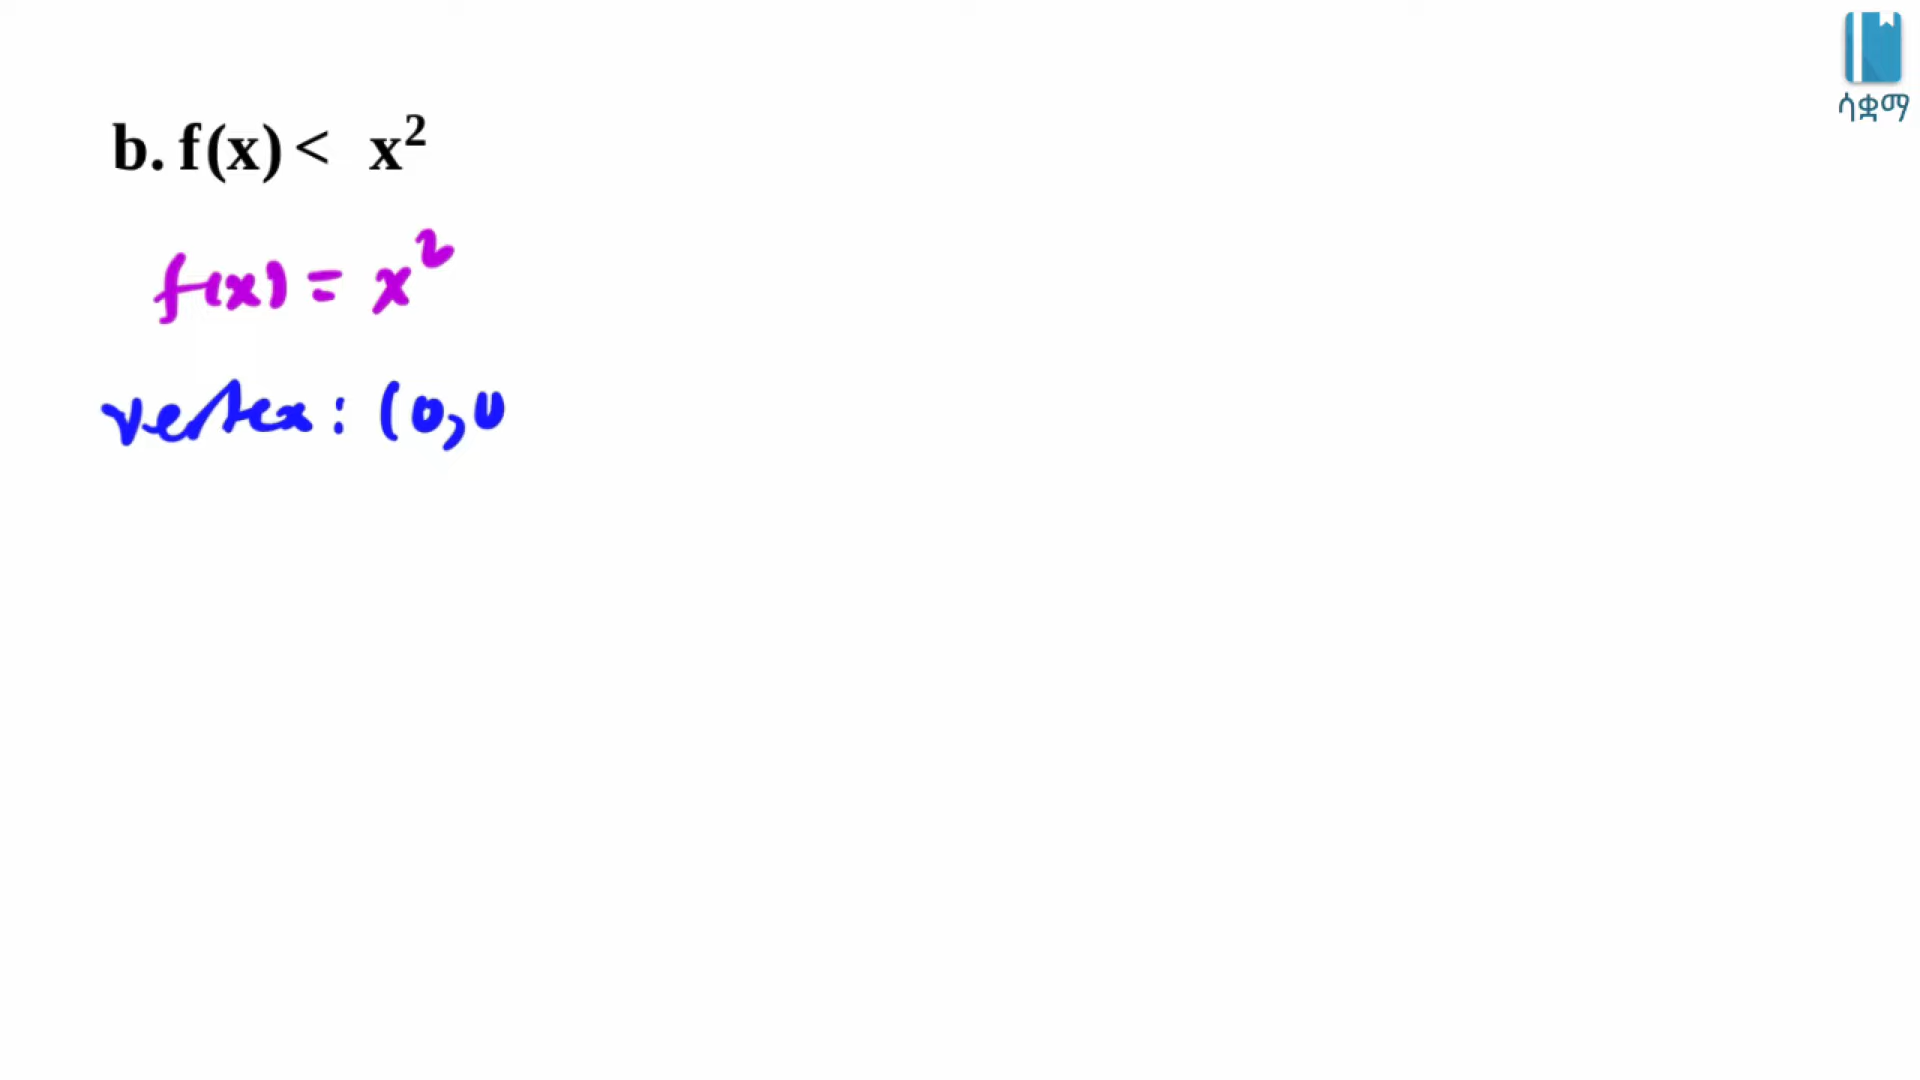 ሳቋማ
b. f(x) < x²
f(x) = x²
vertex: (0,0